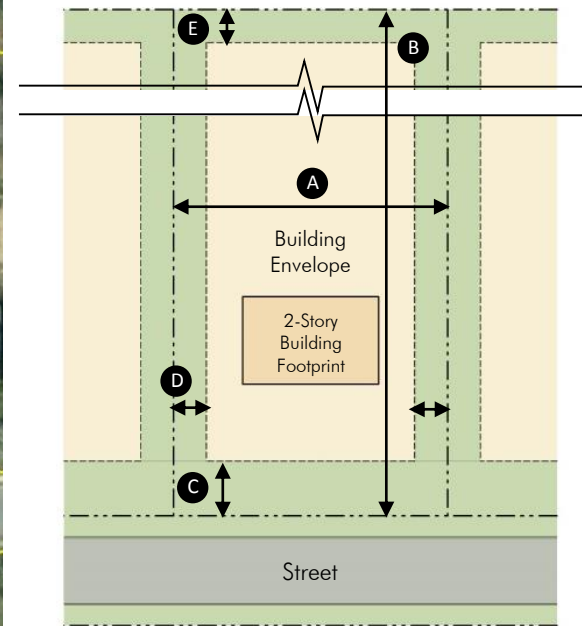 E
B
A
Building
Envelope
2-Story
Building
Footprint
D
C
Street